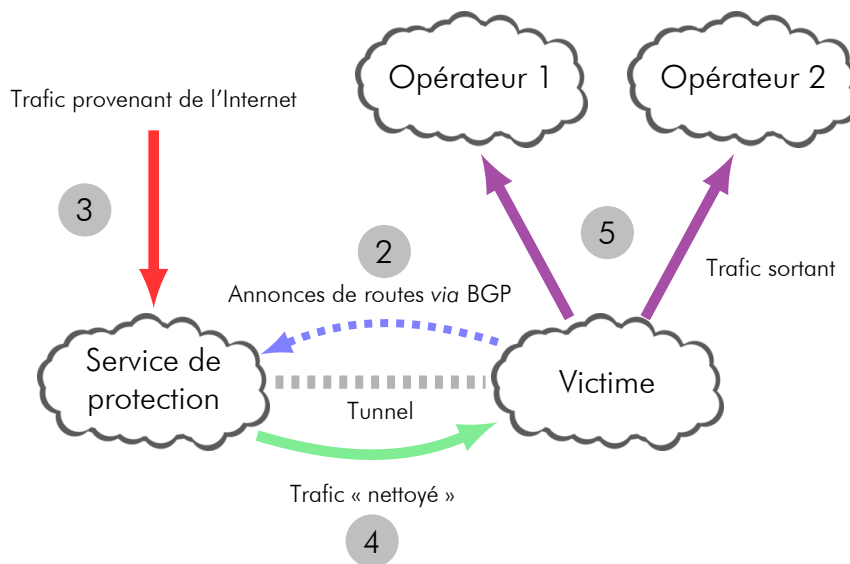 Opérateur 1
Opérateur 2
Trafic provenant de l'Internet
3
2
5
Annonces de routes via BGP
Trafic sortant
Service de
protection
Victime
Tunnel
Trafic « nettoyé »
4